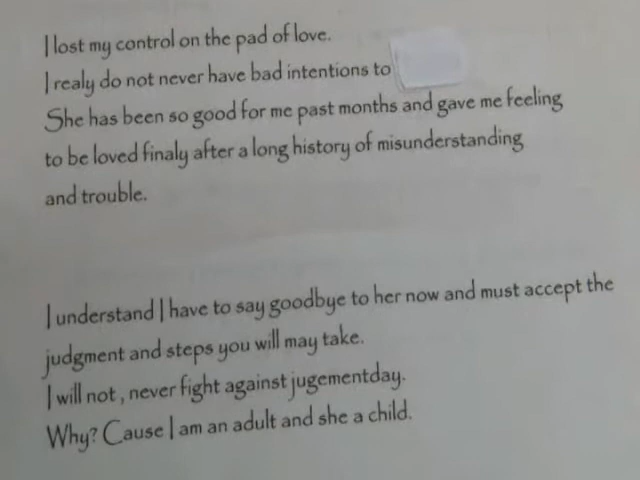 I lost my control on the pad of love.
I realy do not never have bad intentions to
She has been so good for me past months and gave me feeling
to be loved finaly after a long history of misunderstanding
and trouble.
I understand I have to say goodbye to her now and must accept the
judgment and steps you will may take.
I will not , never fight against jugementday.
Why? Cause I am an adult and she a child.